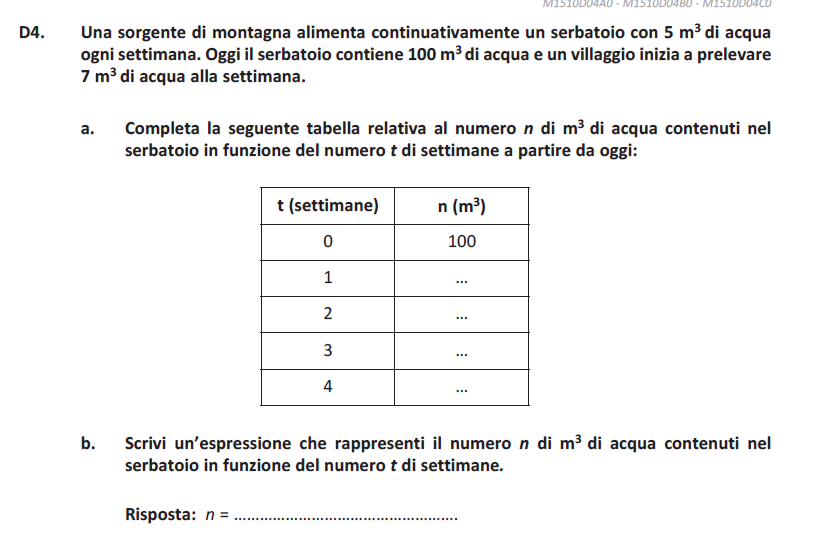 M1510D04A0 - M1510D04B0 - M1510D04C0
D4. Una sorgente di montagna alimenta continuativamente un serbatoio con 5 m³ di acqua
ogni settimana. Oggi il serbatoio contiene 100 m³ di acqua e un villaggio inizia a prelevare
7 m³ di acqua alla settimana.
a. Completa la seguente tabella relativa al numero n di m³ di acqua contenuti nel
serbatoio in funzione del numero t di settimane a partire da oggi:
t (settimane) n (m³)
0 100
1 ...
2 ...
3 ...
4 ...
b. Scrivi un'espressione che rappresenti il numero n di m³ di acqua contenuti nel
serbatoio in funzione del numero t di settimane.
Risposta: n = ......................................................